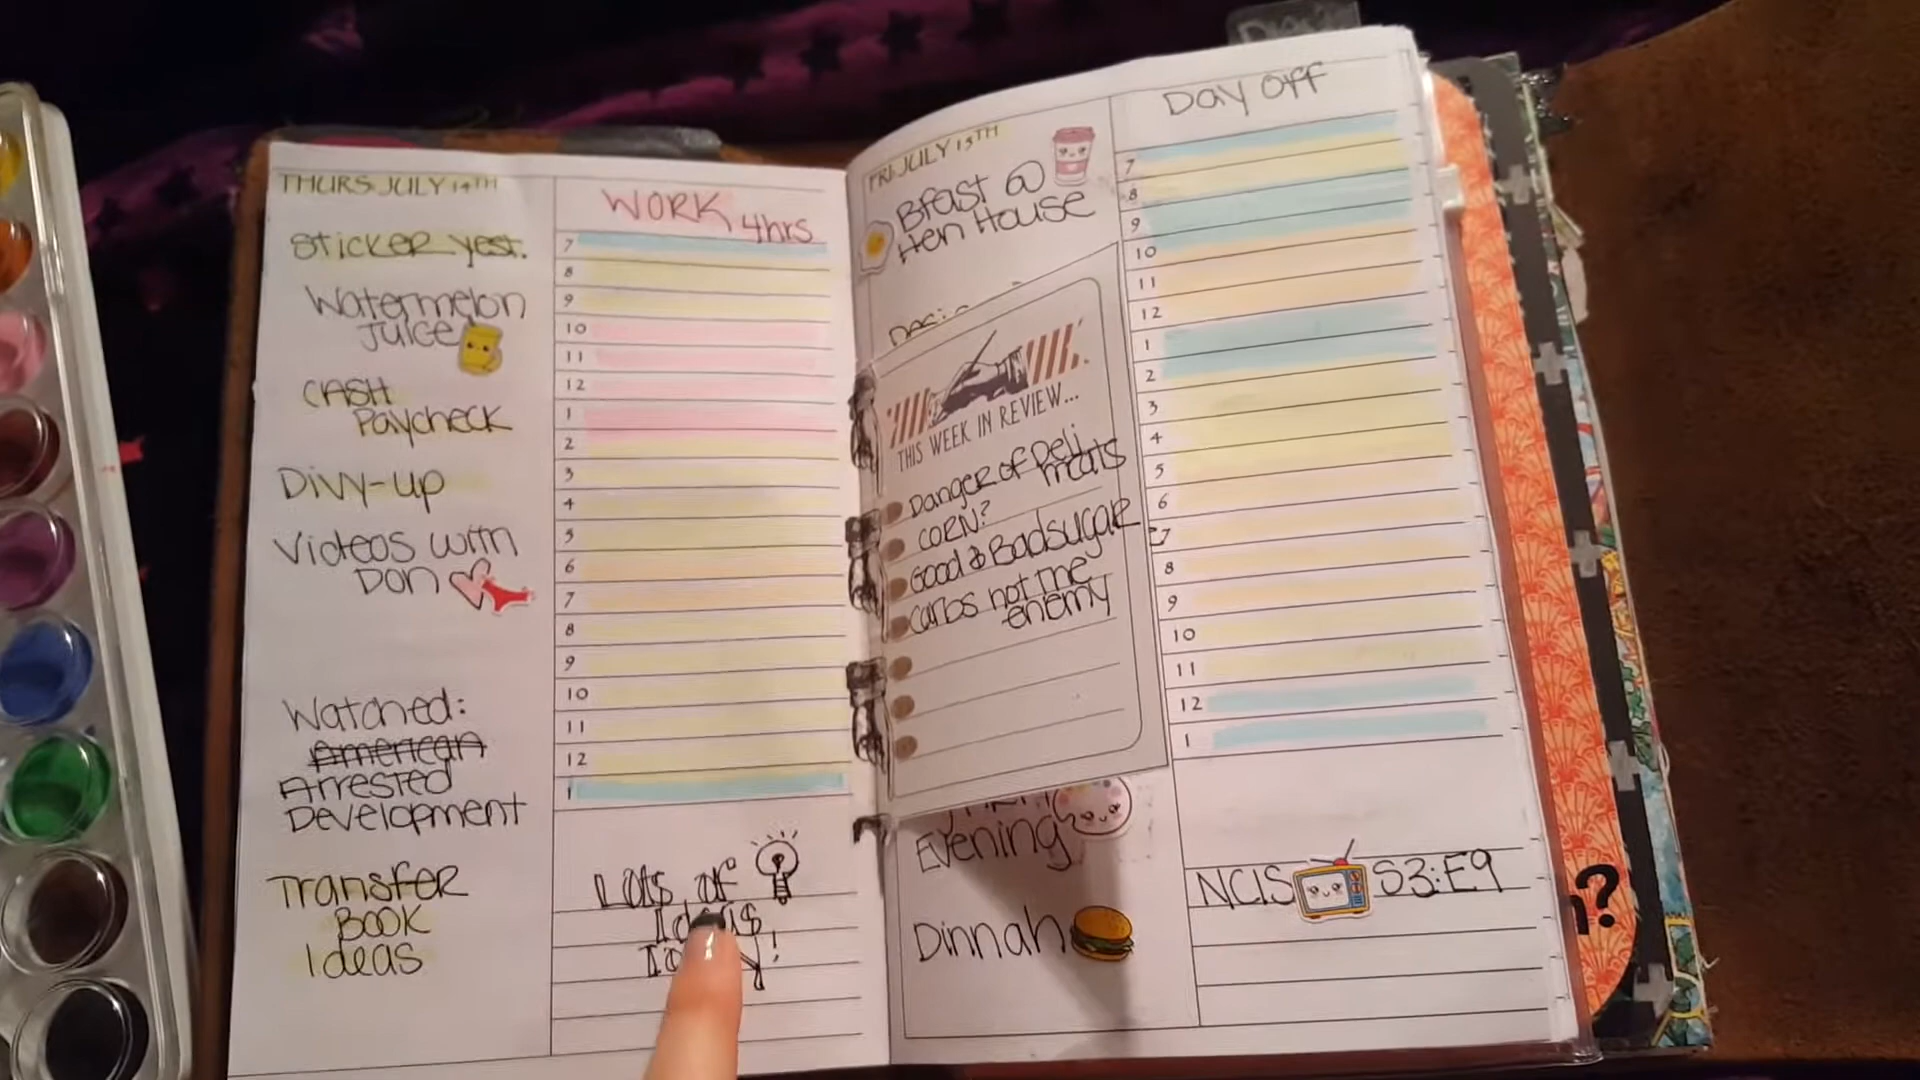 THURS. JULY 14TH
Sticker yest.
Watermelon
Juice
CASH
Paycheck
Divy-up
Videos with
Don
Watched:
American
Arrested
Development
Transfer
Book
Ideas
WORK 4hrs
7
8
9
10
11
12
1
2
3
4
5
6
7
8
9
10
11
12
1
Lots of
Ideas
FRI. JULY 15TH
Bfast @
Hen House
THIS WEEK IN REVIEW...
Danger of Deli
meats
CORN?
Good & Bad sugar
Carbs not the
enemy
Evening
Dinnah
Day Off
7
8
9
10
11
12
1
2
3
4
5
6
7
8
9
10
11
12
1
NCIS S3:E9
?